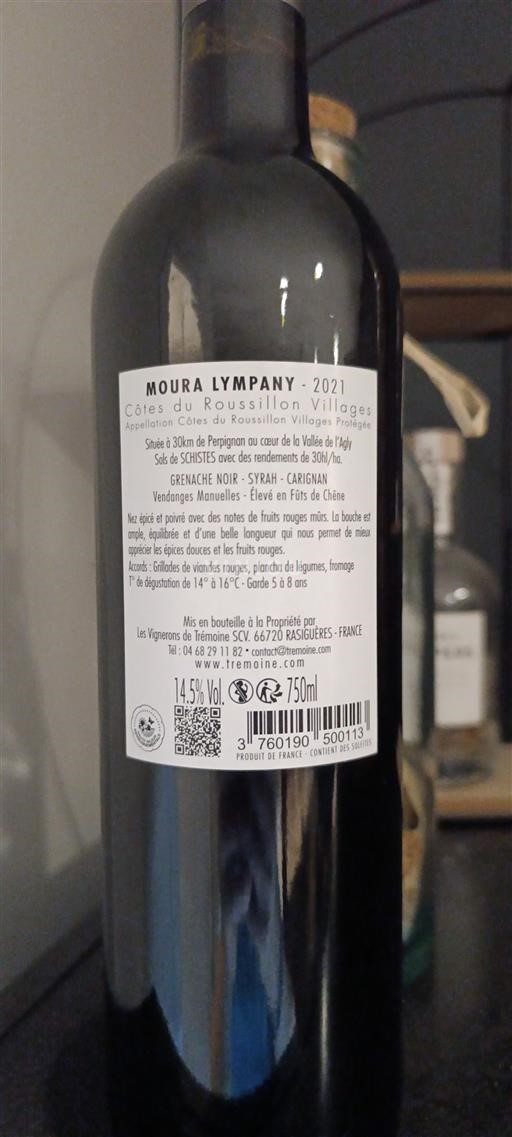 MOURA LYMPANY - 2021
Côtes du Roussillon Villages
Appellation Côtes du Roussillon Villages Protégée
Située à 30km de Perpignan au cœur de la Vallée de l'Agly
Sols de SCHISTES avec des rendements de 30hl/ha.
GRENACHE NOIR - SYRAH - CARIGNAN
Vendanges Manuelles - Élevé en Fûts de Chêne
Nez épicé et poivré avec des notes de fruits rouges mûrs. La bouche est
ample, équilibrée et d'une belle longueur qui nous permet de mieux
apprécier les épices douces et les fruits rouges.
Accords : Grillades de viandes rouges, plancha de légumes, fromage
T° de dégustation de 14° à 16°C - Garde 5 à 8 ans
Mis en bouteille à la Propriété par
Les Vignerons de Trémoine SCV. 66720 RASIGUÈRES - FRANCE
Tél : 04 68 29 11 82 • contact@tremoine.com
www.tremoine.com
14.5% Vol. 750ml
3 760190 500113
PRODUIT DE FRANCE - CONTIENT DES SULFITES